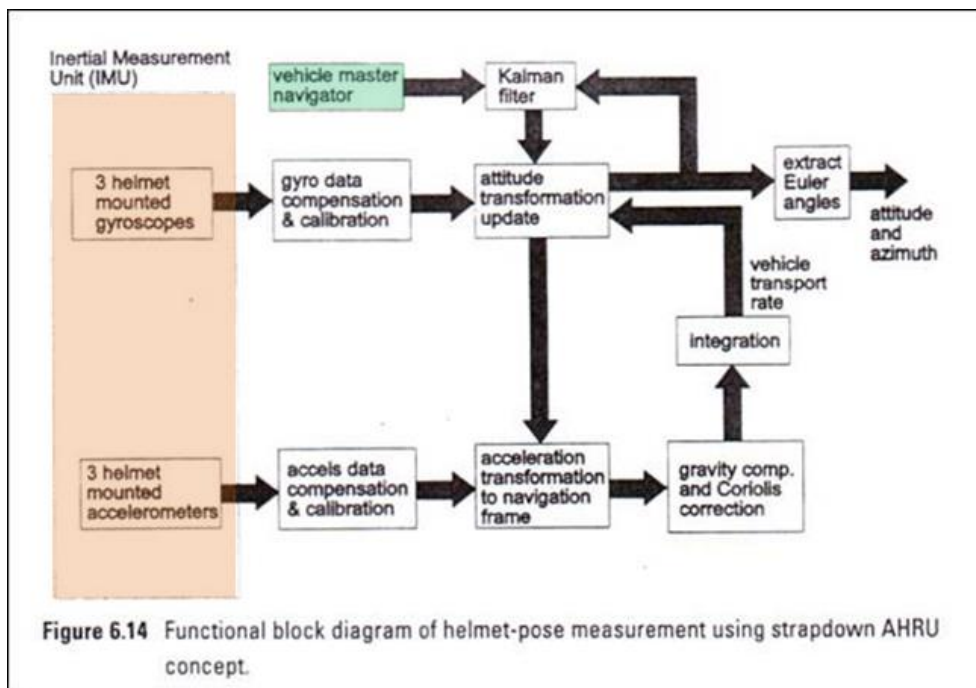 Inertial Measurement
Unit (IMU)
vehicle master
navigator
Kalman
filter
3 helmet
mounted
gyroscopes
gyro data
compensation
& calibration
attitude
transformation
update
extract
Euler
angles
attitude
and
azimuth
vehicle
transport
rate
integration
3 helmet
mounted
accelerometers
accels data
compensation
& calibration
acceleration
transformation
to navigation
frame
gravity comp.
and Coriolis
correction
Figure 6.14 Functional block diagram of helmet-pose measurement using strapdown AHRU
concept.